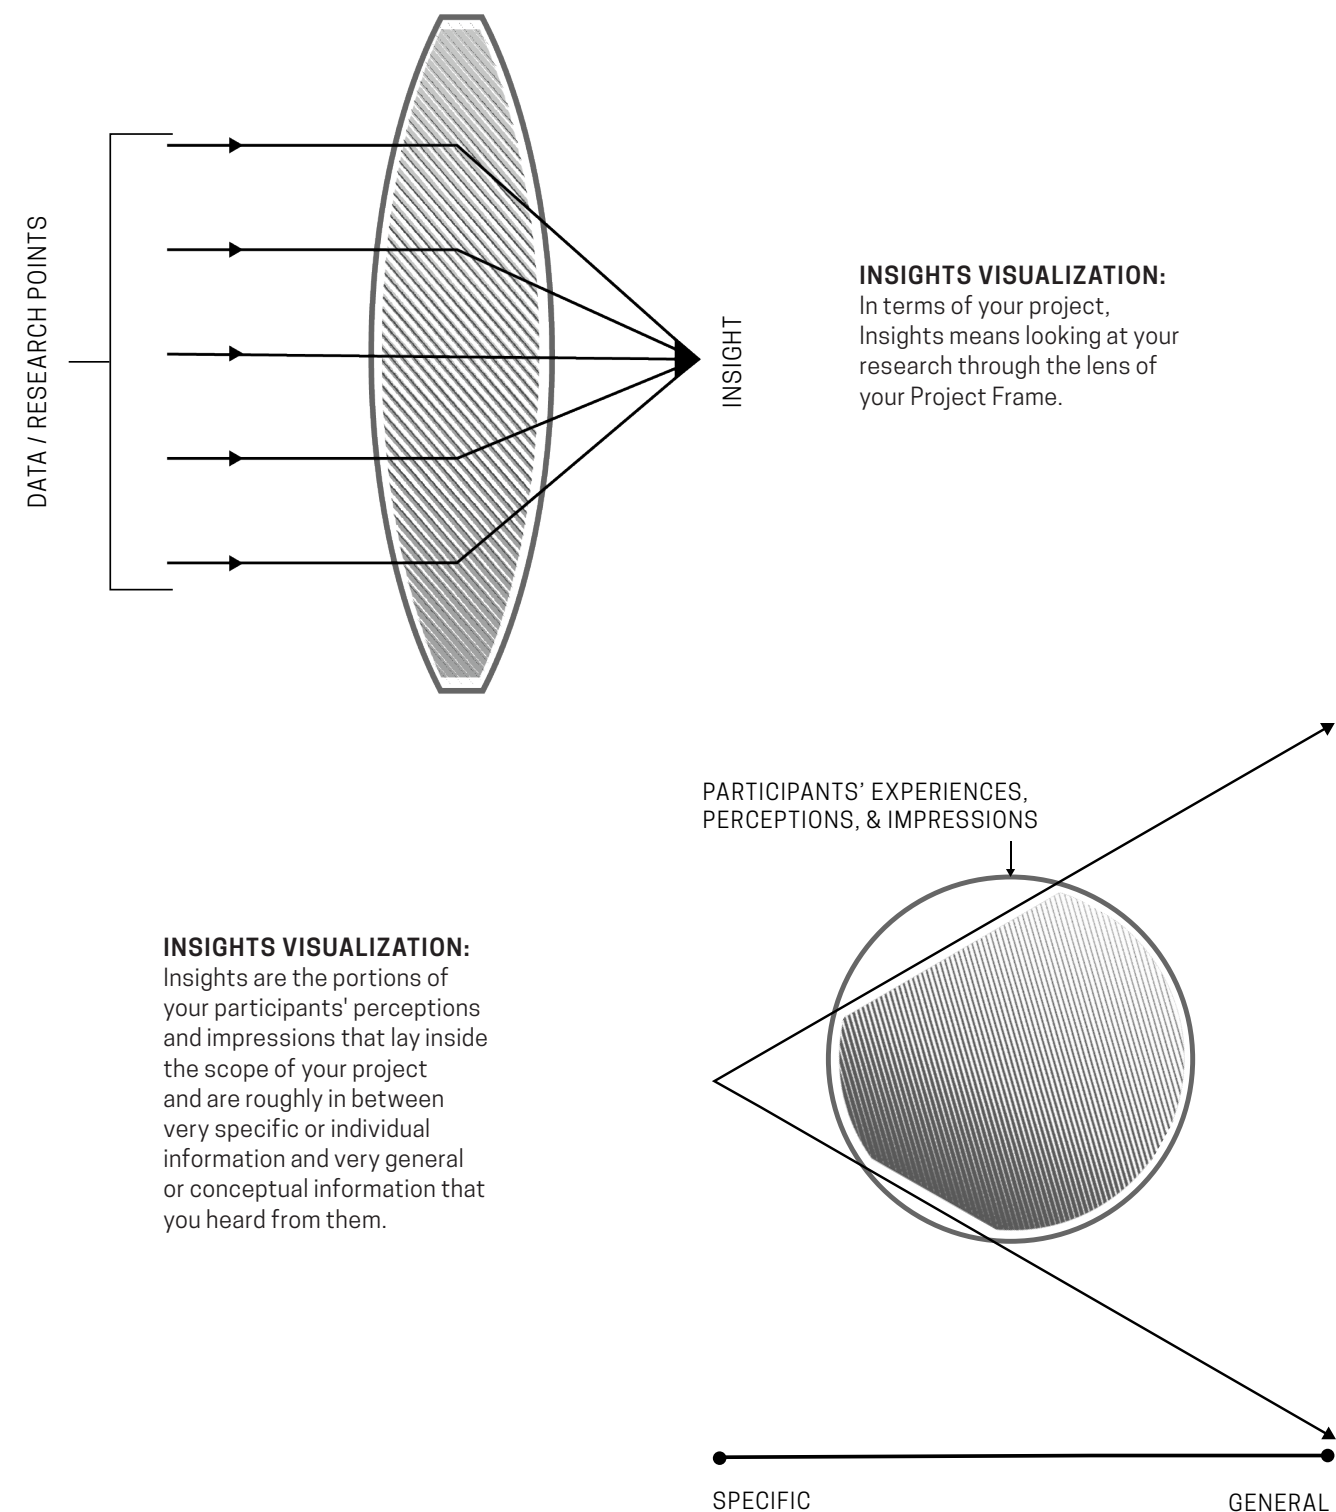 DATA / RESEARCH POINTS
INSIGHT
INSIGHTS VISUALIZATION:
In terms of your project,
Insights means looking at your
research through the lens of
your Project Frame.
PARTICIPANTS’ EXPERIENCES,
PERCEPTIONS, & IMPRESSIONS
INSIGHTS VISUALIZATION:
Insights are the portions of
your participants' perceptions
and impressions that lay inside
the scope of your project
and are roughly in between
very specific or individual
information and very general
or conceptual information that
you heard from them.
SPECIFIC
GENERAL